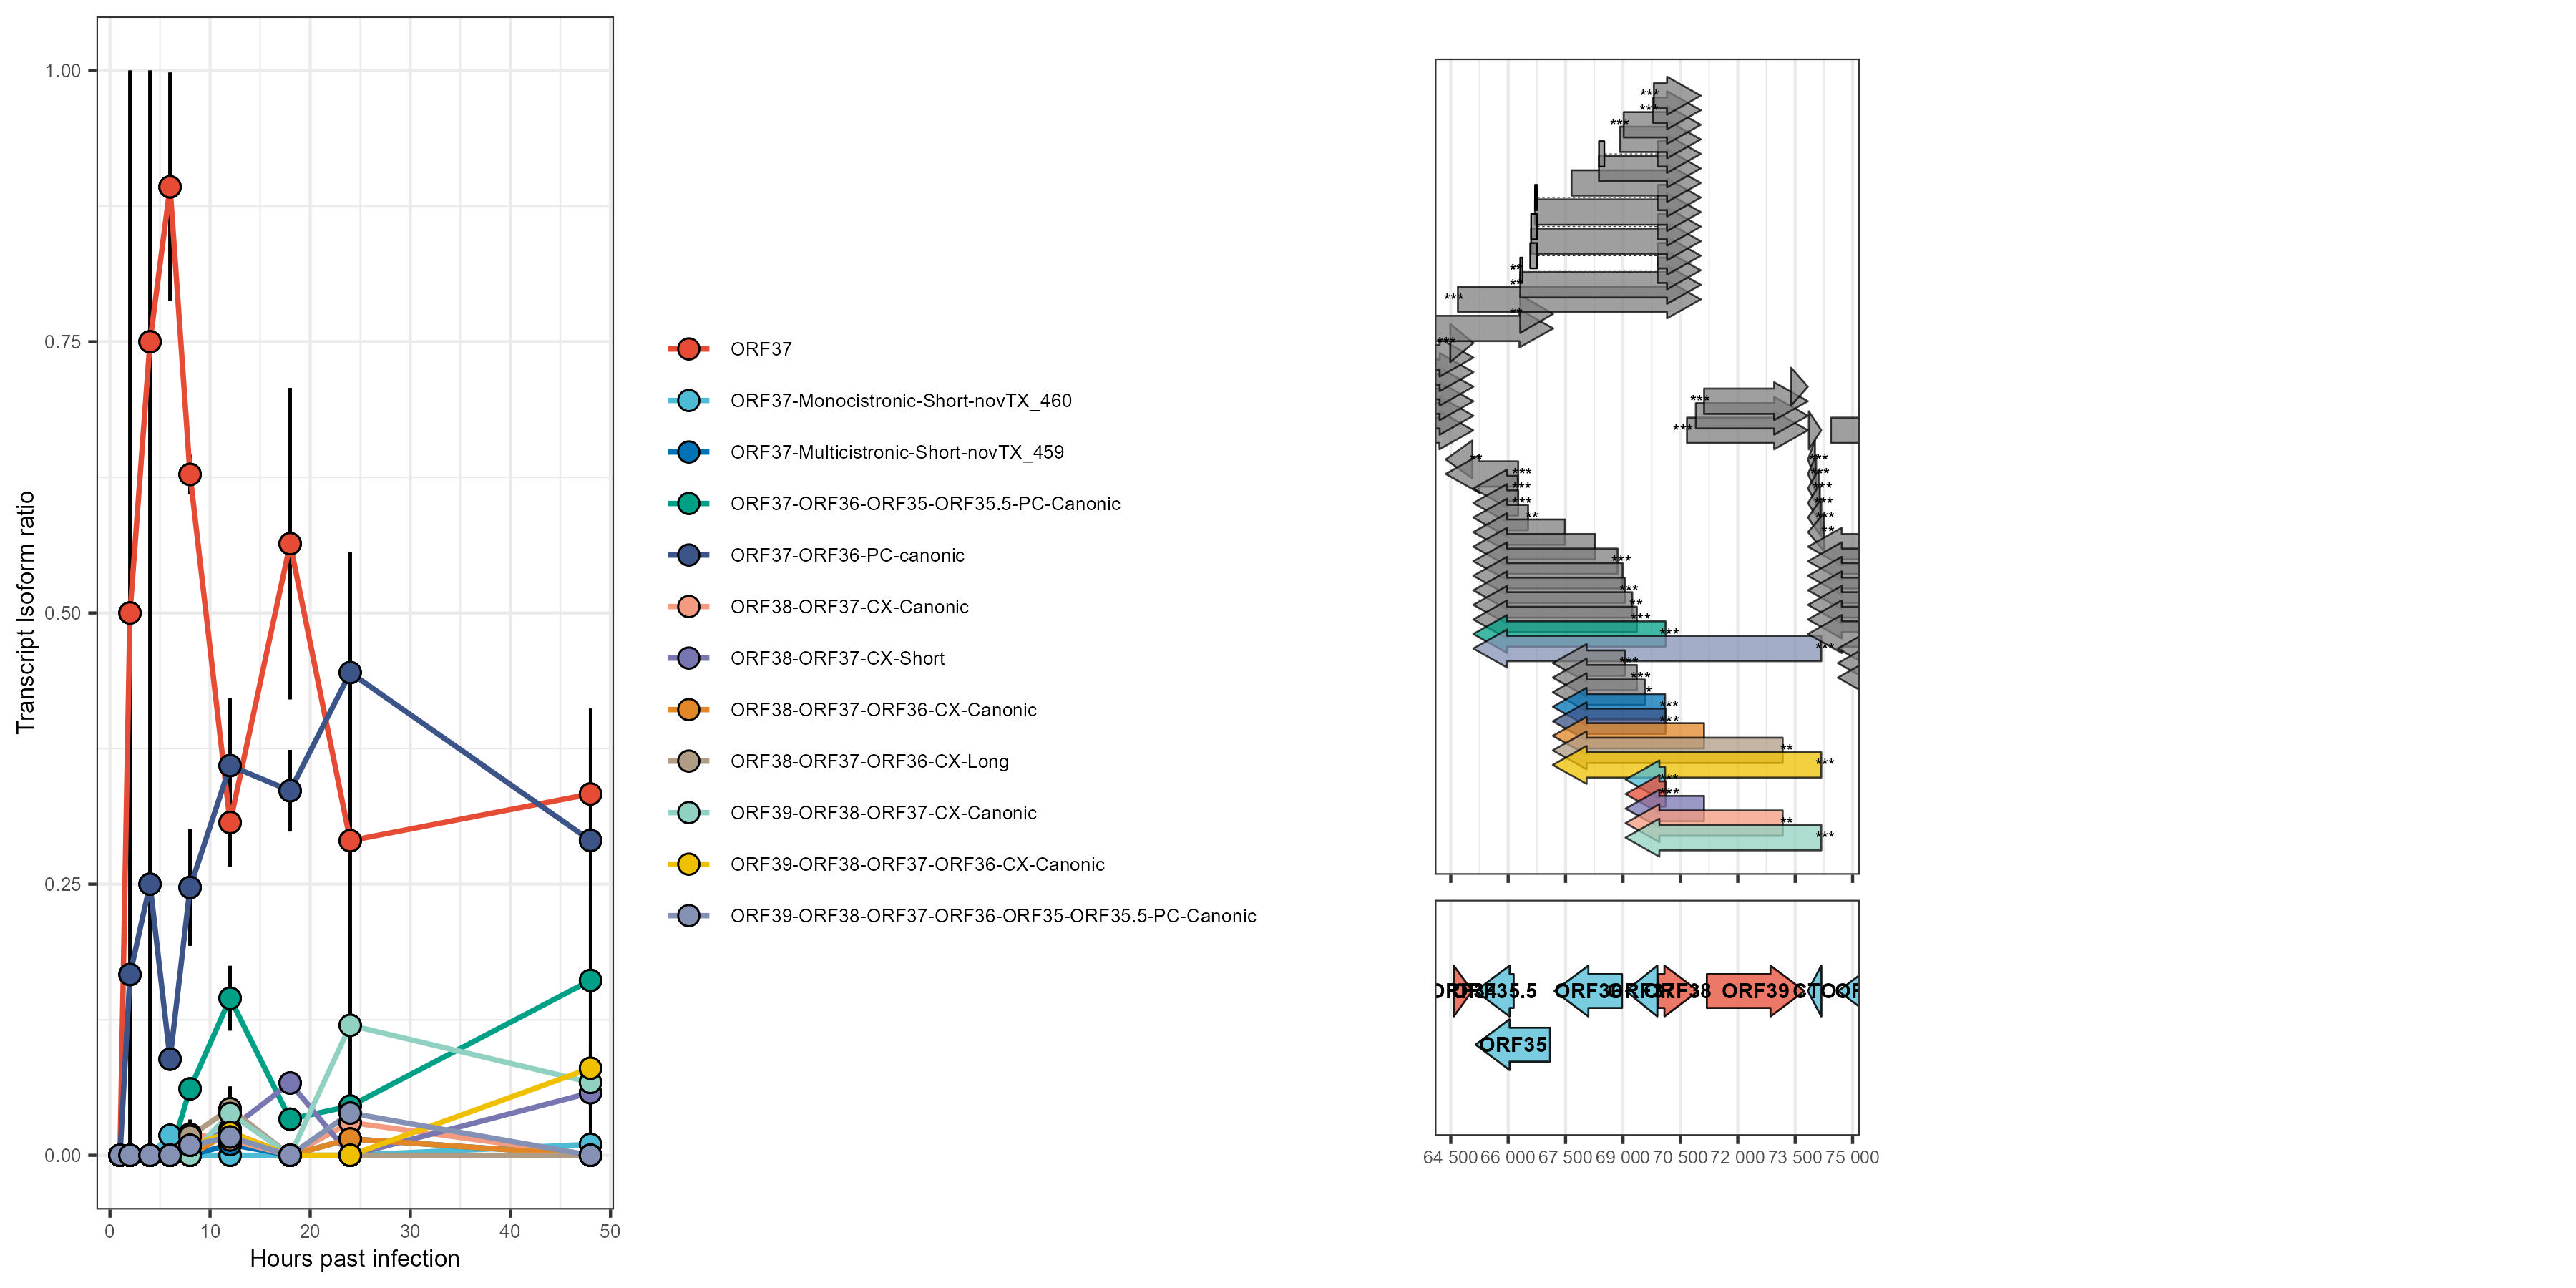 Transcript Isoform ratio
1.00
0.75
0.50
0.25
0.00
0 10 20 30 40 50
Hours past infection
ORF37
ORF37-Monocistronic-Short-novTX_460
ORF37-Multicistronic-Short-novTX_459
ORF37-ORF36-ORF35-ORF35.5-PC-Canonic
ORF37-ORF36-PC-canonic
ORF38-ORF37-CX-Canonic
ORF38-ORF37-CX-Short
ORF38-ORF37-ORF36-CX-Canonic
ORF38-ORF37-ORF36-CX-Long
ORF39-ORF38-ORF37-CX-Canonic
ORF39-ORF38-ORF37-ORF36-CX-Canonic
ORF39-ORF38-ORF37-ORF36-ORF35-ORF35.5-PC-Canonic
ORF38 ORF39 CTO
ORF35
64 500 66 000 67 500 69 000 70 500 72 000 73 500 75 000